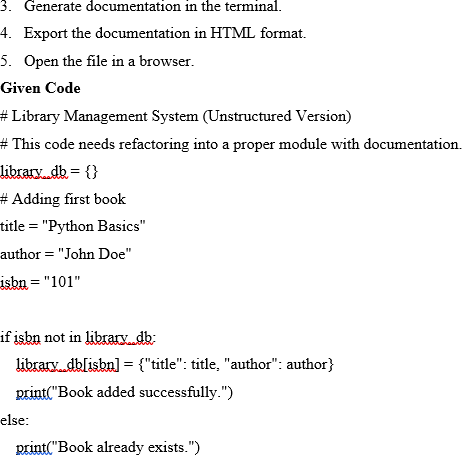 3. Generate documentation in the terminal.
4. Export the documentation in HTML format.
5. Open the file in a browser.
Given Code
# Library Management System (Unstructured Version)
# This code needs refactoring into a proper module with documentation.
library_db = {}
# Adding first book
title = "Python Basics"
author = "John Doe"
isbn = "101"
if isbn not in library_db:
library_db[isbn] = {"title": title, "author": author}
print("Book added successfully.")
else:
print("Book already exists.")